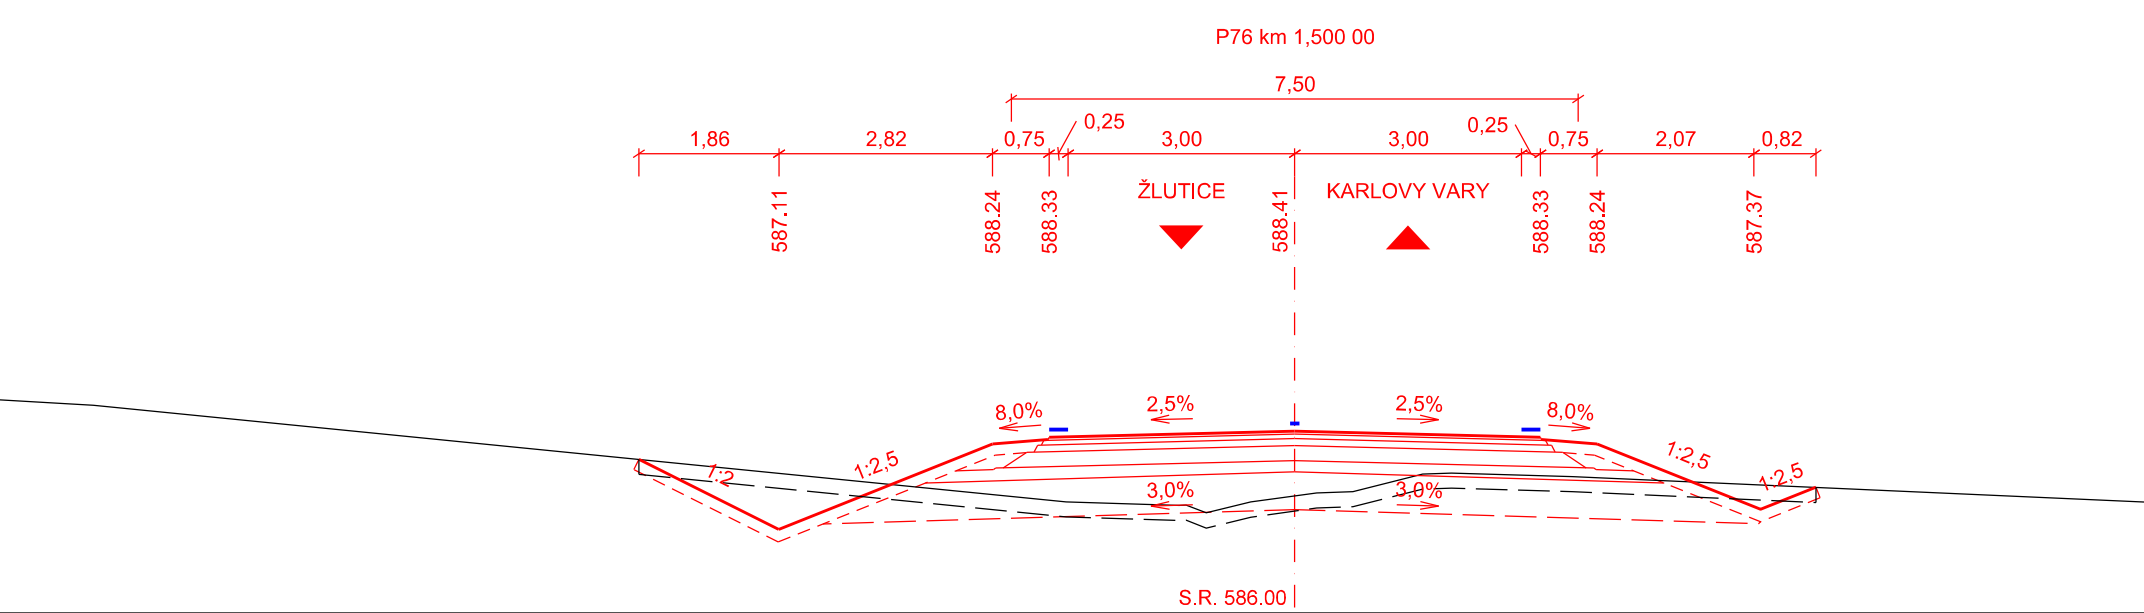 P76 km 1,500 00
7,50
1,86 2,82 0,75 0,25 3,00 3,00 0,25 0,75 2,07 0,82
587.11 588.24 588.33 ŽLUTICE 588.41 KARLOVY VARY 588.33 588.24 587.37
8,0% 2,5% 2,5% 8,0%
1:2 1:2,5 1:2,5 1:2,5
3,0% 3,0%
S.R. 586.00